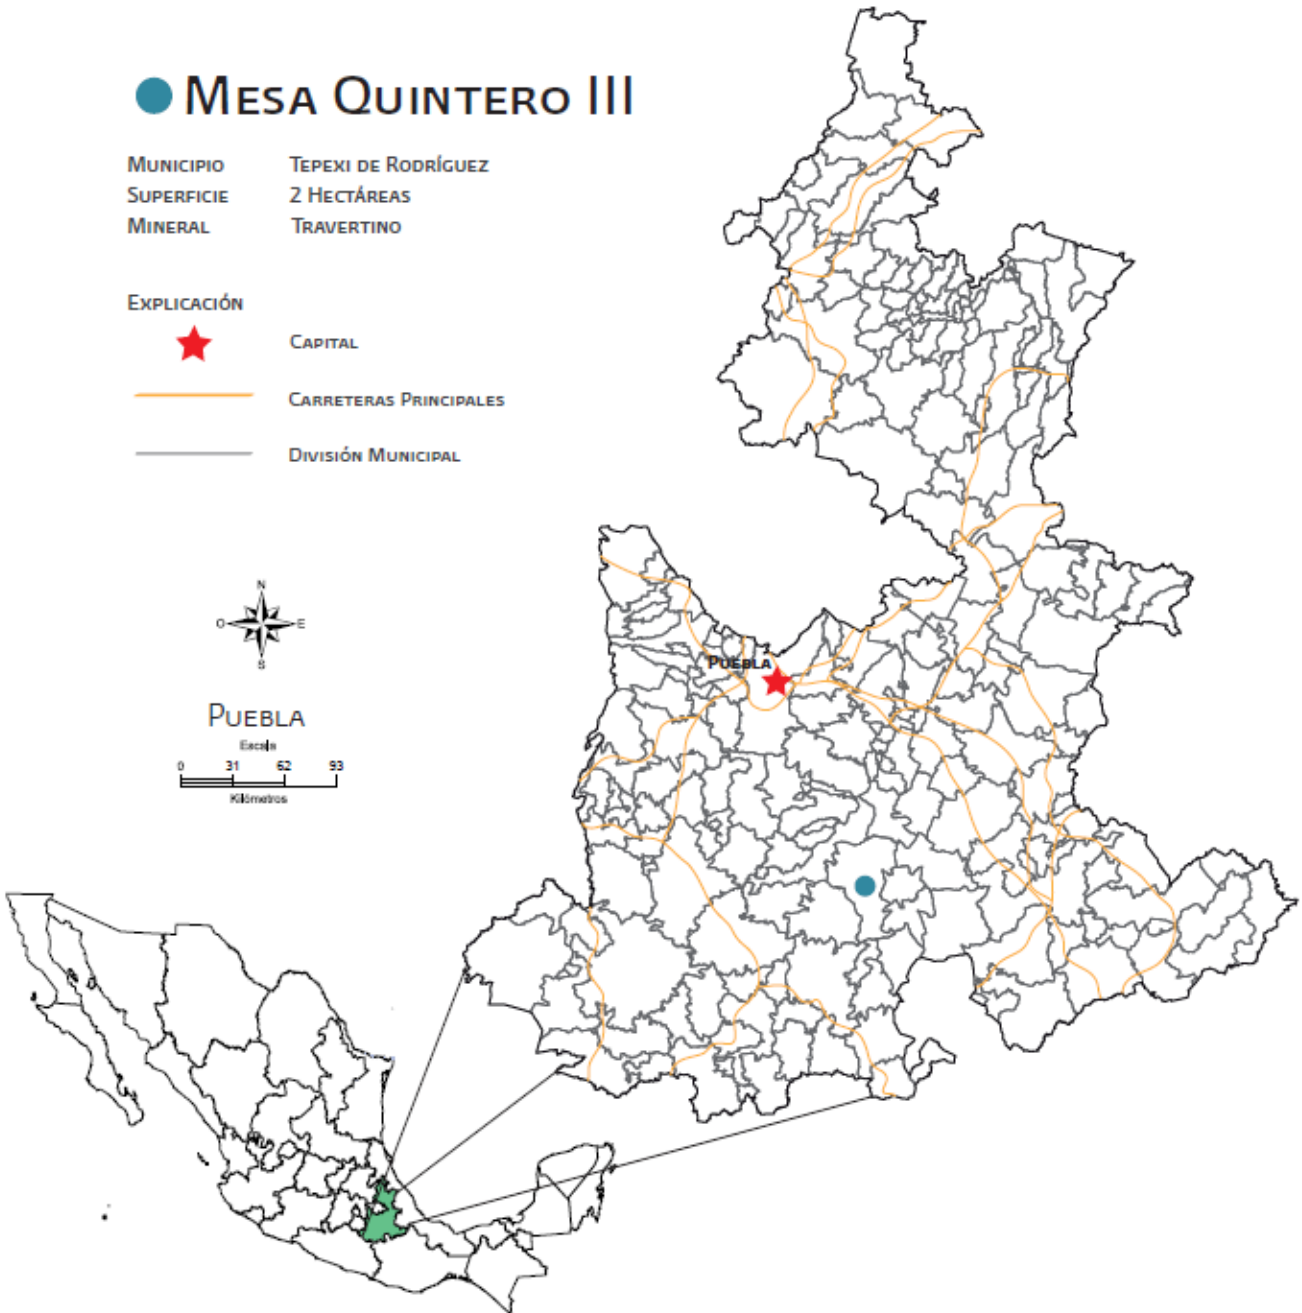 Mesa Quintero III
Municipio Tepexi de Rodríguez
Superficie 2 Hectáreas
Mineral Travertino
Explicación
Capital
Carreteras Principales
División Municipal
N
O E
S
Puebla
Puebla
Escala
0 31 62 93
Kilómetros